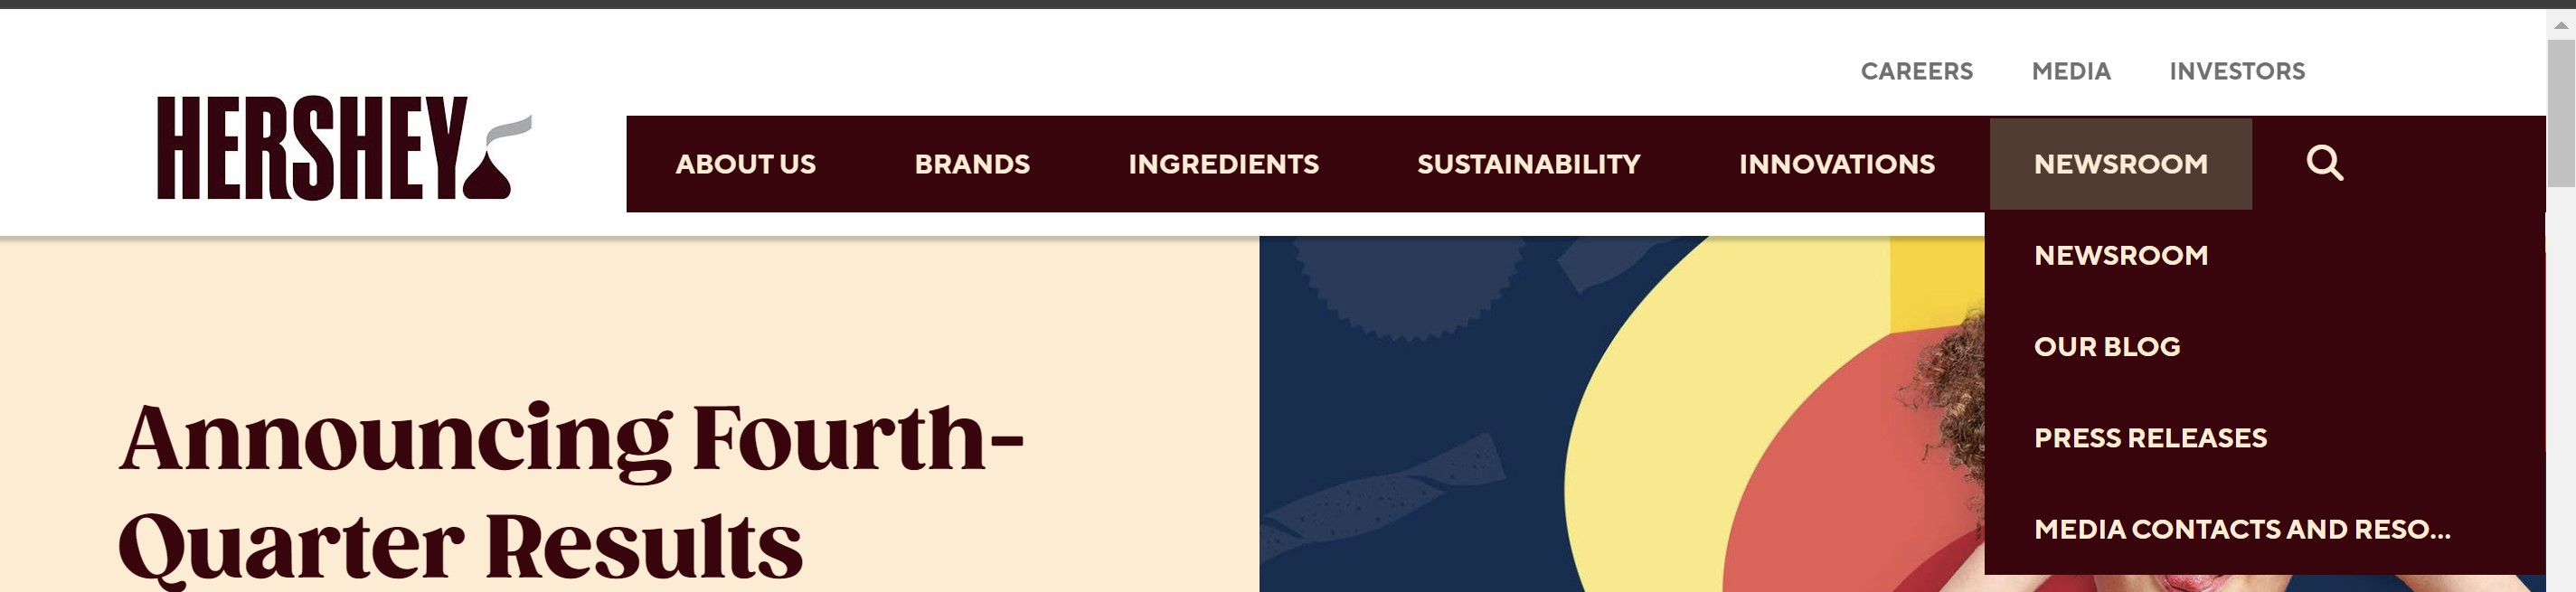 CAREERS MEDIA INVESTORS
HERSHEY
ABOUT US BRANDS INGREDIENTS SUSTAINABILITY INNOVATIONS NEWSROOM
NEWSROOM
OUR BLOG
PRESS RELEASES
MEDIA CONTACTS AND RESO...
Announcing Fourth-
Quarter Results